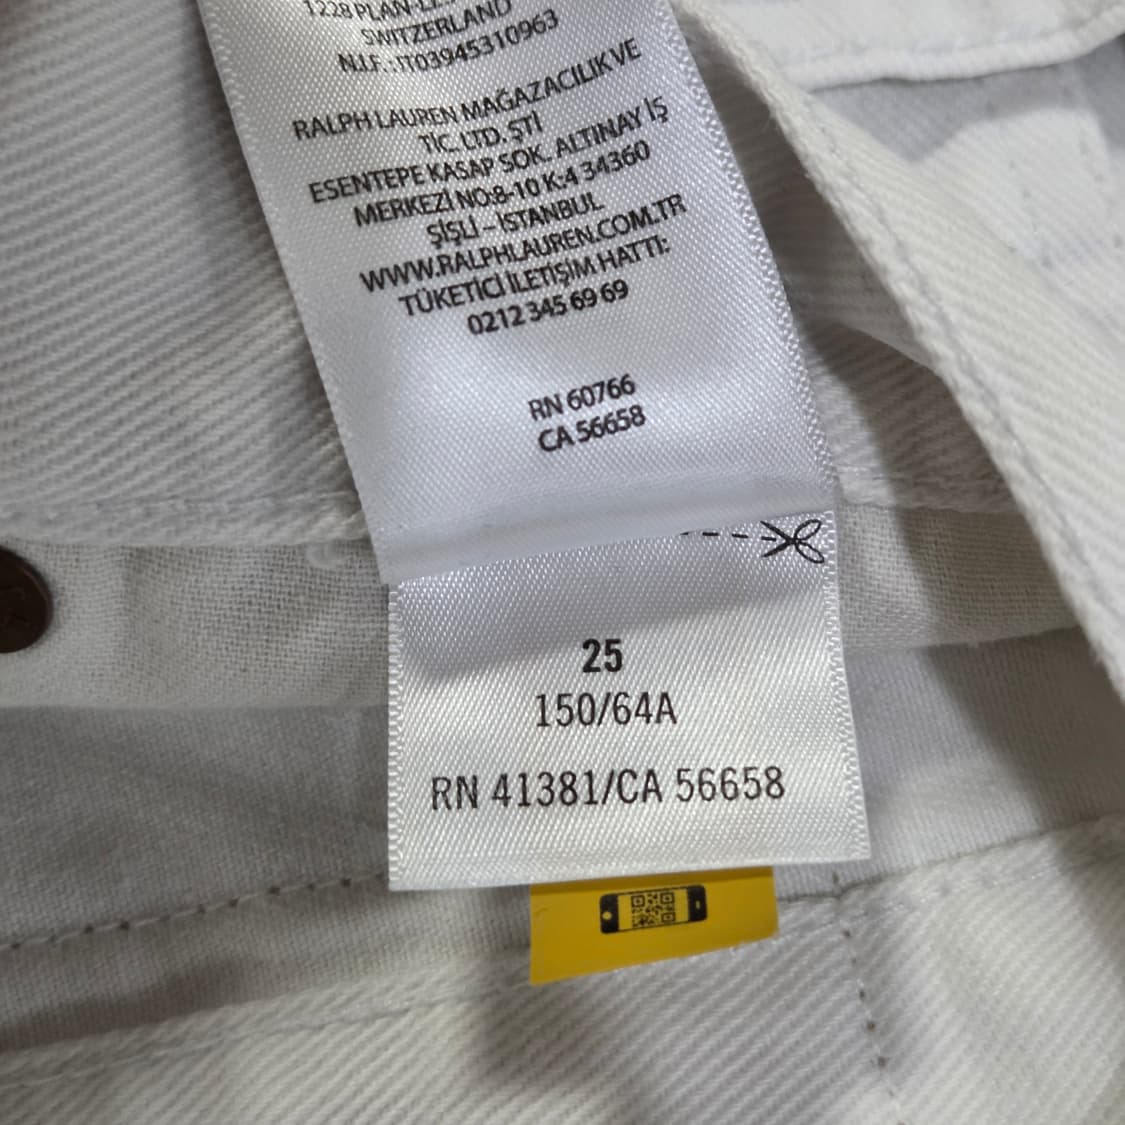 1228 PLAN-
SWITZERLAND
N.I.F. : IT03945310963
RALPH LAUREN MAĞAZACILIK VE
TİC. LTD. ŞTİ
ESENTEPE KASAP SOK. ALTINAY İŞ
MERKEZİ NO:8-10 K:4 34360
ŞİŞLİ – İSTANBUL
WWW.RALPHLAUREN.COM.TR
TÜKETİCİ İLETİŞİM HATTI:
0212 345 69 69
RN 60766
CA 56658
25
150/64A
RN 41381/CA 56658